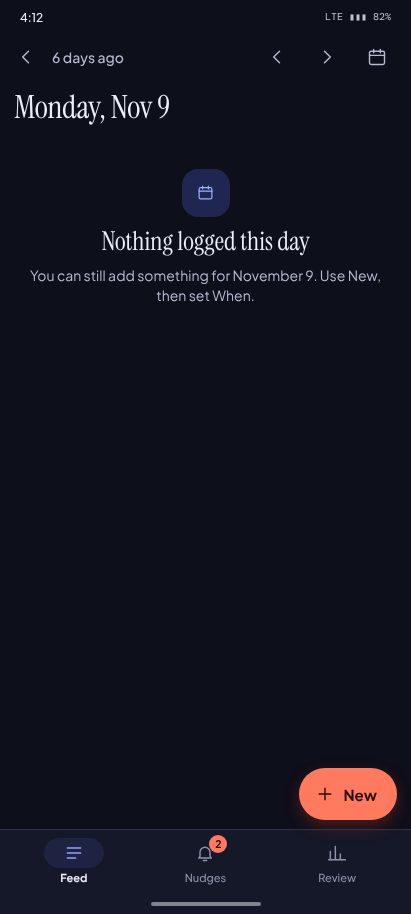 4:12
LTE 82%
6 days ago
Monday, Nov 9
Nothing logged this day
You can still add something for November 9. Use New,
then set When.
New
2
Feed
Nudges
Review